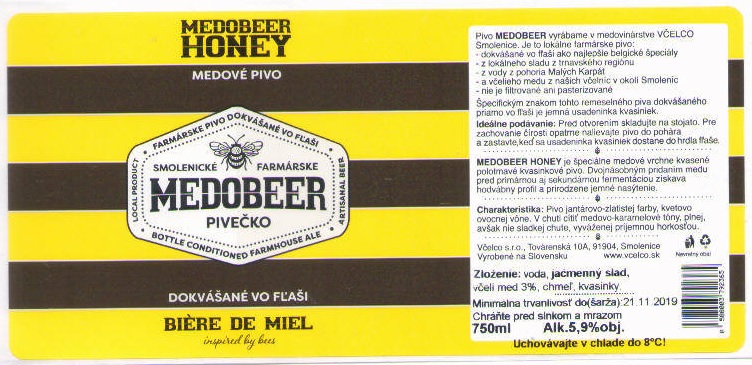 MEDOBEER
HONEY
MEDOVÉ PIVO
FARMÁRSKE PIVO DOKVÁŠANÉ VO FĽAŠI
LOCAL PRODUCT
ARTISANAL BEER
SMOLENICKÉ FARMÁRSKE
MEDOBEER
PIVEČKO
BOTTLE CONDITIONED FARMHOUSE ALE
DOKVÁŠANÉ VO FĽAŠI
BIÈRE DE MIEL
inspired by bees
Pivo MEDOBEER vyrábame v medovinárstve VČELCO
Smolenice. Je to lokálne farmárske pivo:
- dokvášané vo fľaši ako najlepšie belgické špeciály
- z lokálneho sladu z trnavského regiónu
- z vody z pohoria Malých Karpát
- a včelieho medu z našich včelníc v okolí Smoleníc
- nie je filtrované ani pasterizované
Špecifickým znakom tohto remeselného piva dokvášaného
priamo vo fľaši je jemná usadeninka kvasiniek.
Ideálne podávanie: Pred otvorením skladujte na stojato. Pre
zachovanie čírosti opatrne nalievajte pivo do pohára
a zastavte,keď sa usadeninka kvasiniek dostane do hrdla fľaše.
MEDOBEER HONEY je špeciálne medové vrchne kvasené
polotmavé kvasinkové pivo. Dvojnásobným pridaním medu
pred primárnou aj sekundárnou fermentáciou získava
hodvábny profil a prirodzene jemné nasýtenie.
Charakteristika: Pivo jantárovo-zlatistej farby, kvetovo
ovocnej vône. V chuti cítiť medovo-karamelové tóny, plnej,
avšak nie sladkej chute, vyváženej príjemnou horkosťou.
Včelco s.r.o., Továrenská 10A, 91904, Smolenice
Vyrobené na Slovensku www.vcelco.sk
Nevratný obal
Zloženie: voda, jačmenný slad,
včelí med 3%, chmeľ, kvasinky.
Minimálna trvanlivosť do(šarža):21.11 2019
Chráňte pred slnkom a mrazom
750ml Alk.5,9%obj.
Uchovávajte v chlade do 8°C!